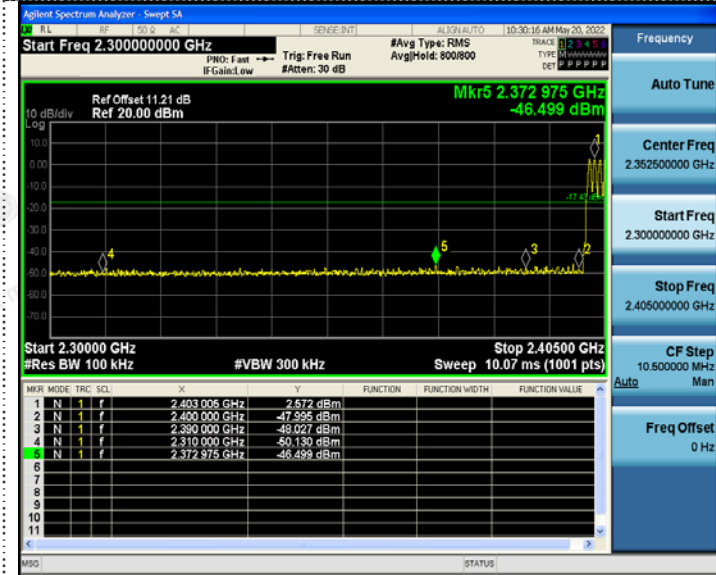 Agilent Spectrum Analyzer - Swept SA
RL RF 50 Ω AC SENSE:INT ALIGN AUTO 10:30:16 AM May 20, 2022
Start Freq 2.300000000 GHz
PNO: Fast
IFGain:Low
Trig: Free Run
#Atten: 30 dB
#Avg Type: RMS
Avg|Hold: 800/800
TRACE 1 2 3 4 5 6
TYPE M
DET P P P P P P
Ref Offset 11.21 dB
Ref 20.00 dBm
10 dB/div
Log
Mkr5 2.372 975 GHz
-46.499 dBm
10.0
0.00
-10.0
-20.0
-30.0
-40.0
-50.0
-60.0
-70.0
1
4
5
3
2
Start 2.30000 GHz
Stop 2.40500 GHz
#Res BW 100 kHz
#VBW 300 kHz
Sweep 10.07 ms (1001 pts)
MKR MODE TRC SCL X Y FUNCTION FUNCTION WIDTH FUNCTION VALUE
1 N 1 f 2.403 005 GHz 2.572 dBm
2 N 1 f 2.400 000 GHz -47.995 dBm
3 N 1 f 2.390 000 GHz -48.027 dBm
4 N 1 f 2.310 000 GHz -50.130 dBm
5 N 1 f 2.372 975 GHz -46.499 dBm
6
7
8
9
10
11
MSG
STATUS
Frequency
Auto Tune
Center Freq
2.352500000 GHz
Start Freq
2.300000000 GHz
Stop Freq
2.405000000 GHz
CF Step
10.500000 MHz
Auto Man
Freq Offset
0 Hz